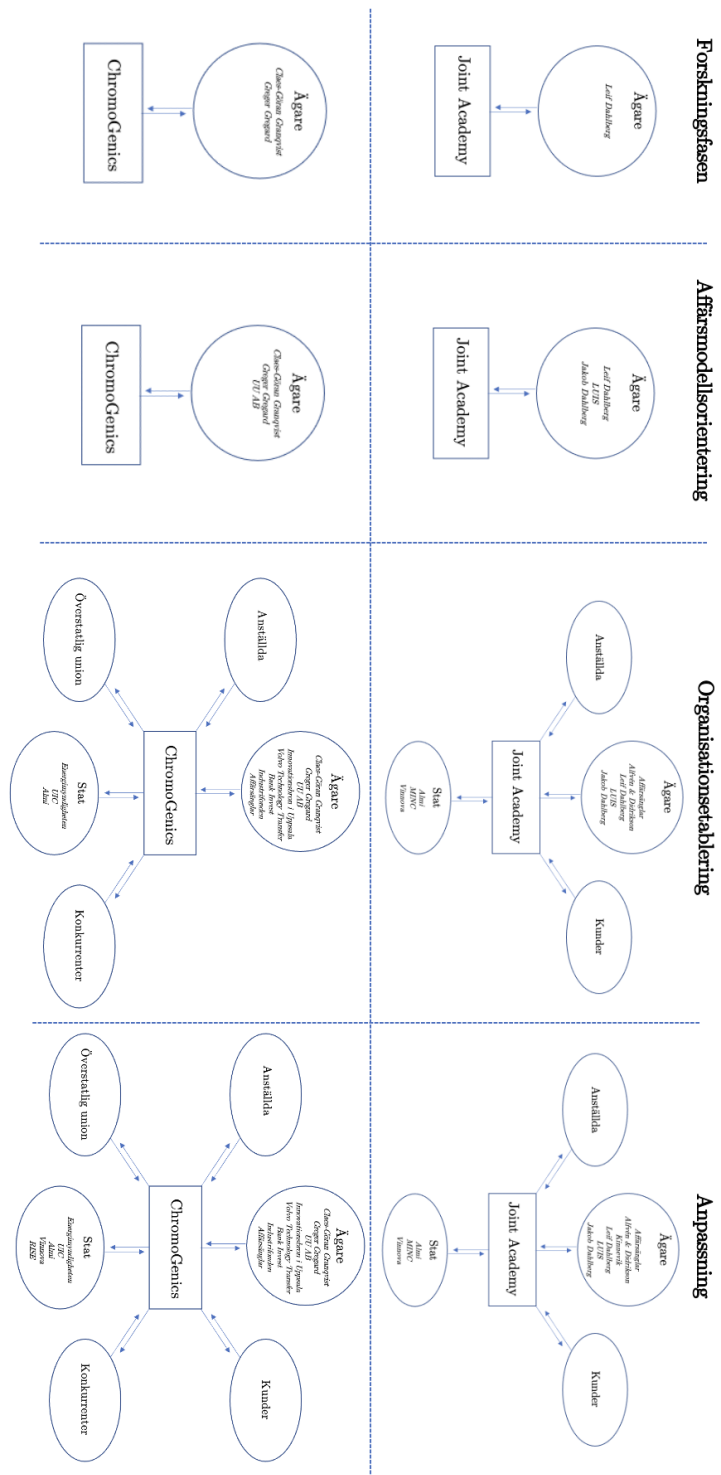 Forskningsfasen
Affärsmodellsorientering
Organisationsetablering
Anpassning
Ägare
Leif Dahlberg
Joint Academy
Ägare
Leif Dahlberg
LUIS
Jakob Dahlberg
Joint Academy
Ägare
Affärsänglar
Alfvén & Didrikson
Leif Dahlberg
LUIS
Jakob Dahlberg
Anställda
Kunder
Joint Academy
Stat
Almi
MINC
Vinnova
Ägare
Affärsänglar
Alfvén & Didrikson
Kinnevik
Leif Dahlberg
LUIS
Jakob Dahlberg
Anställda
Kunder
Joint Academy
Stat
Almi
MINC
Vinnova
Ägare
Claes-Göran Granqvist
Greger Gregard
ChromoGenics
Ägare
Claes-Göran Granqvist
Greger Gregard
UU AB
ChromoGenics
Ägare
Claes-Göran Granqvist
Greger Gregard
UU AB
Innovationsbron i Uppsala
Volvo Technology Transfer
Bank Invest
Industrifonden
Affärsänglar
Anställda
ChromoGenics
Överstatlig union
Stat
Energimyndigheten
UIC
Almi
Konkurrenter
Ägare
Claes-Göran Granqvist
Greger Gregard
UU AB
Innovationsbron i Uppsala
Volvo Technology Transfer
Bank Invest
Industrifonden
Affärsänglar
Anställda
Kunder
ChromoGenics
Överstatlig union
Stat
Energimyndigheten
UIC
Almi
Vinnova
RISE
Konkurrenter